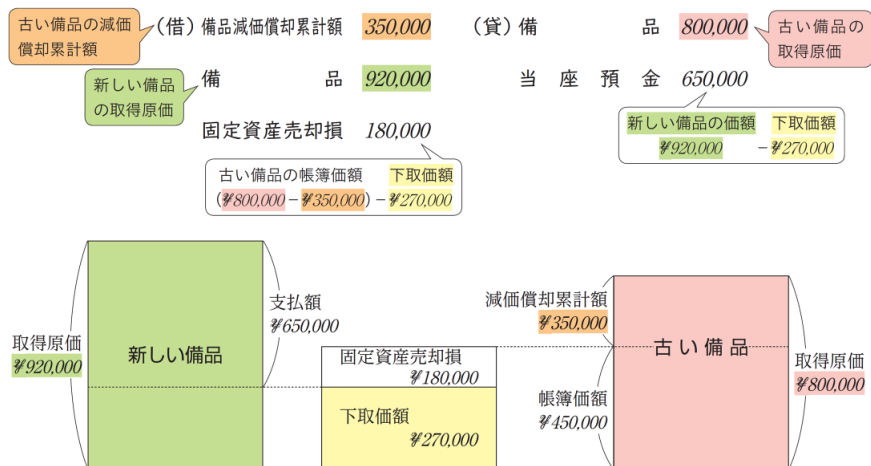 古い備品の減価
償却累計額
(借) 備品減価償却累計額 350,000
(貸) 備 品 800,000
古い備品の
取得原価
新しい備品
の取得原価
備 品 920,000
当 座 預 金 650,000
固定資産売却損 180,000
新しい備品の価額 下取価額
¥920,000 −¥270,000
古い備品の帳簿価額 下取価額
(¥800,000−¥350,000)−¥270,000
取得原価
¥920,000
新しい備品
支払額
¥650,000
固定資産売却損
¥180,000
下取価額
¥270,000
減価償却累計額
¥350,000
帳簿価額
¥450,000
古い備品
取得原価
¥800,000